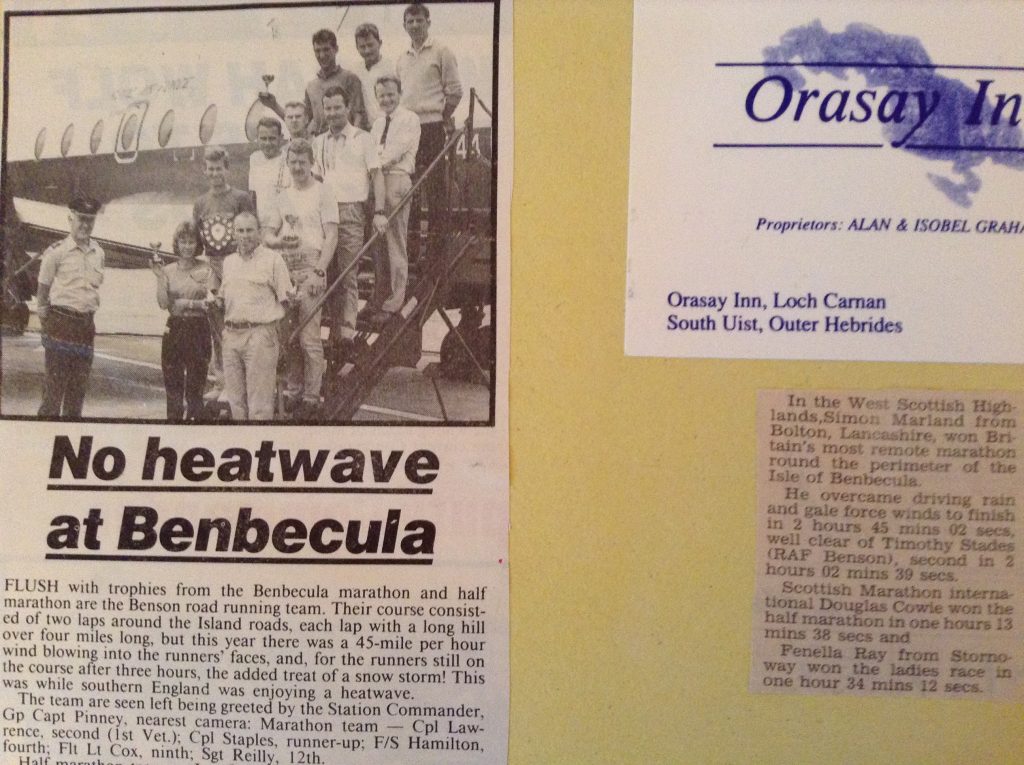 No heatwave
at Benbecula
FLUSH with trophies from the Benbecula marathon and half
marathon are the Benson road running team. Their course consist-
ed of two laps around the Island roads, each lap with a long hill
over four miles long, but this year there was a 45-mile per hour
wind blowing into the runners' faces, and, for the runners still on
the course after three hours, the added treat of a snow storm! This
was while southern England was enjoying a heatwave.
The team are seen left being greeted by the Station Commander,
Gp Capt Pinney, nearest camera: Marathon team — Cpl Law-
rence, second (1st Vet.); Cpl Staples, runner-up; F/S Hamilton,
fourth; Flt Lt Cox, ninth; Sgt Reilly, 12th.
Half marathon
Orasay In
Proprietors: ALAN & ISOBEL GRAHA
Orasay Inn, Loch Carnan
South Uist, Outer Hebrides
In the West Scottish High-
lands,Simon Marland from
Bolton, Lancashire, won Bri-
tain's most remote marathon
round the perimeter of the
Isle of Benbecula.
He overcame driving rain
and gale force winds to finish
in 2 hours 45 mins 02 secs,
well clear of Timothy Stades
(RAF Benson), second in 2
hours 02 mins 39 secs.
Scottish Marathon interna-
tional Douglas Cowie won the
half marathon in one hours 13
mins 38 secs and
Fenella Ray from Storno-
way won the ladies race in
one hour 34 mins 12 secs.